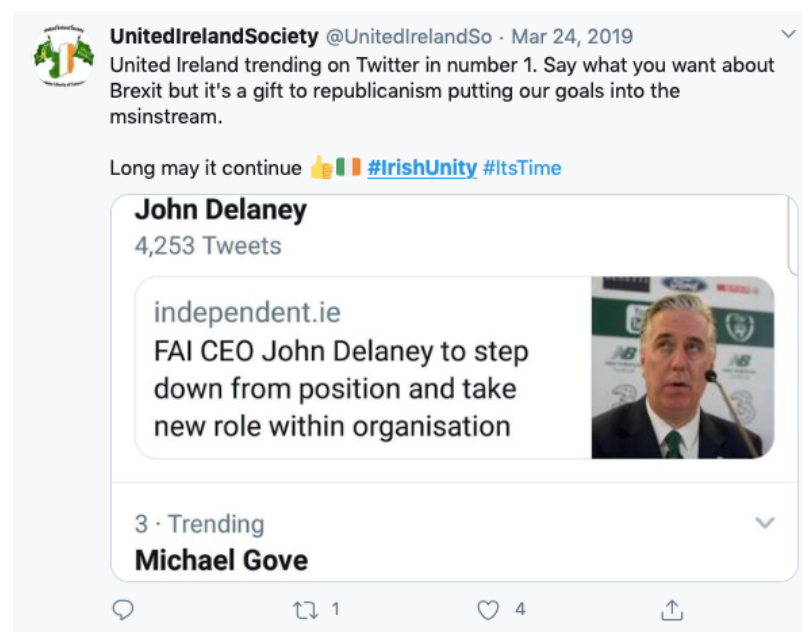 UnitedIrelandSociety @UnitedIrelandSo · Mar 24, 2019
United Ireland trending on Twitter in number 1. Say what you want about
Brexit but it's a gift to republicanism putting our goals into the
msinstream.
Long may it continue 👍🇮🇪 #IrishUnity #ItsTime
John Delaney
4,253 Tweets
independent.ie
FAI CEO John Delaney to step
down from position and take
new role within organisation
3 · Trending
Michael Gove
1
4